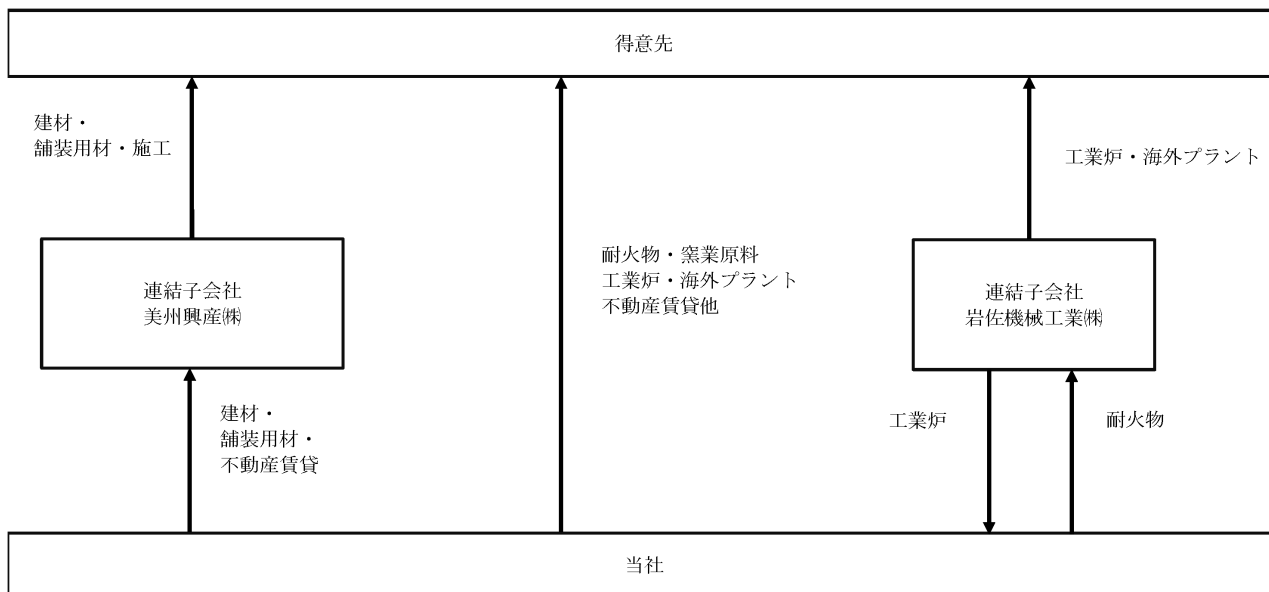 得意先
建材・
舗装用材・施工
工業炉・海外プラント
耐火物・窯業原料
工業炉・海外プラント
不動産賃貸他
連結子会社
美州興産㈱
連結子会社
岩佐機械工業㈱
建材・
舗装用材・
不動産賃貸
工業炉
耐火物
当社